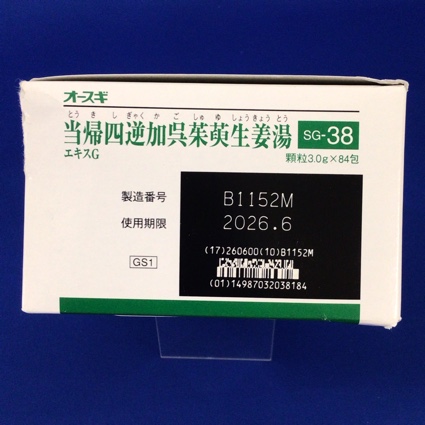 オースギ
とうきしぎゃくかごしゅゆしょうきょうとう
当帰四逆加呉茱萸生姜湯
SG-38
エキスG
顆粒3.0g×84包
製造番号
B1152M
使用期限
2026.6
(17)260600(10)B1152M
GS1
(01)14987032038184